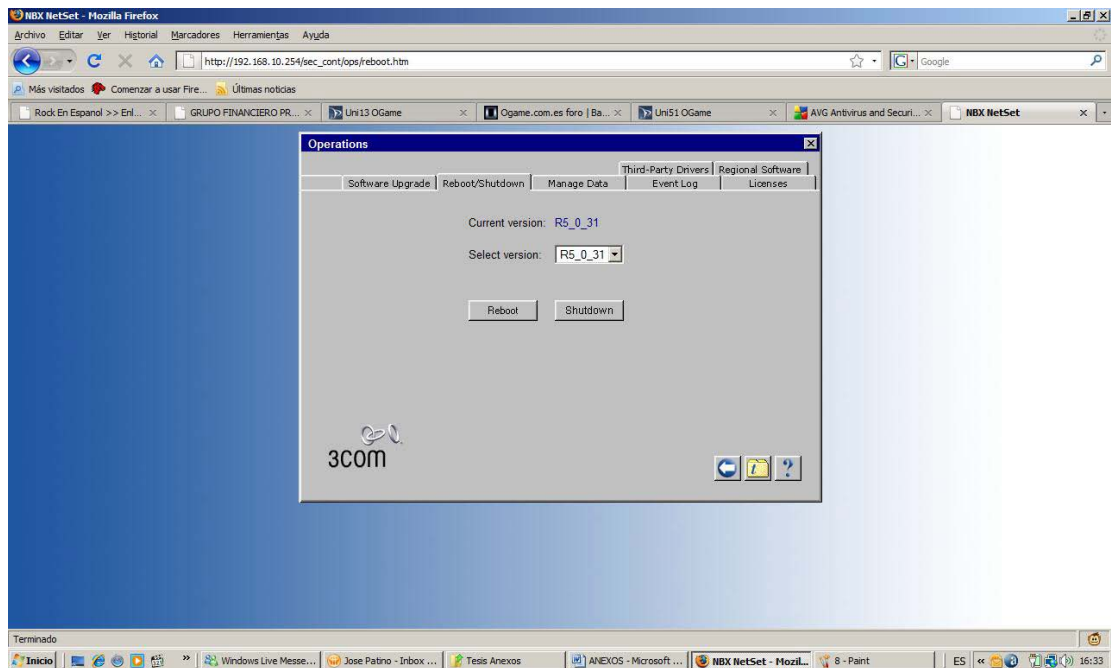 NBX NetSet - Mozilla Firefox
Archivo Editar Ver Historial Marcadores Herramientas Ayuda
http://192.168.10.254/sec_cont/ops/reboot.htm
Google
Más visitados Comenzar a usar Fire... Últimas noticias
Rock En Espanol >> Enl... GRUPO FINANCIERO PR... Uni13 OGame Ogame.com.es foro | Ba... Uni51 OGame AVG Antivirus and Securi... NBX NetSet
Operations
Third-Party Drivers Regional Software
Software Upgrade Reboot/Shutdown Manage Data Event Log Licenses
Current version: R5_0_31
Select version: R5_0_31
Reboot Shutdown
3COM
Terminado
Inicio Windows Live Messe... Jose Patino - Inbox ... Tesis Anexos ANEXOS - Microsoft ... NBX NetSet - Mozil... 8 - Paint ES 16:33